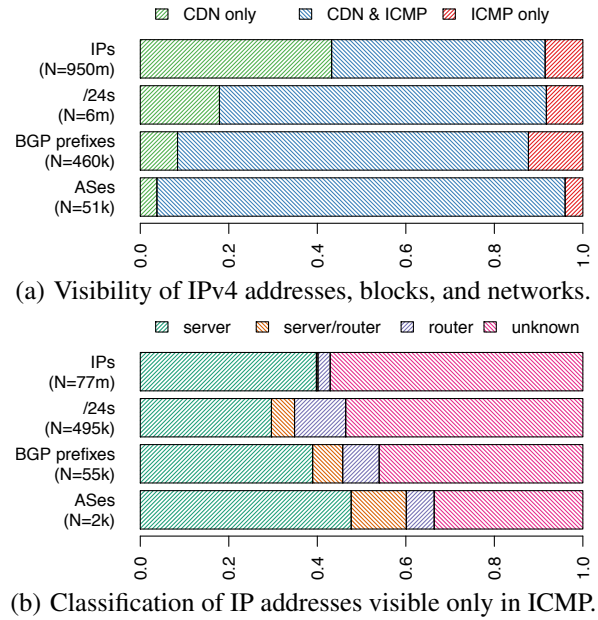 CDN only CDN & ICMP ICMP only
IPs
(N=950m)
/24s
(N=6m)
BGP prefixes
(N=460k)
ASes
(N=51k)
0.0 0.2 0.4 0.6 0.8 1.0
(a) Visibility of IPv4 addresses, blocks, and networks.
server server/router router unknown
IPs
(N=77m)
/24s
(N=495k)
BGP prefixes
(N=55k)
ASes
(N=2k)
0.0 0.2 0.4 0.6 0.8 1.0
(b) Classification of IP addresses visible only in ICMP.